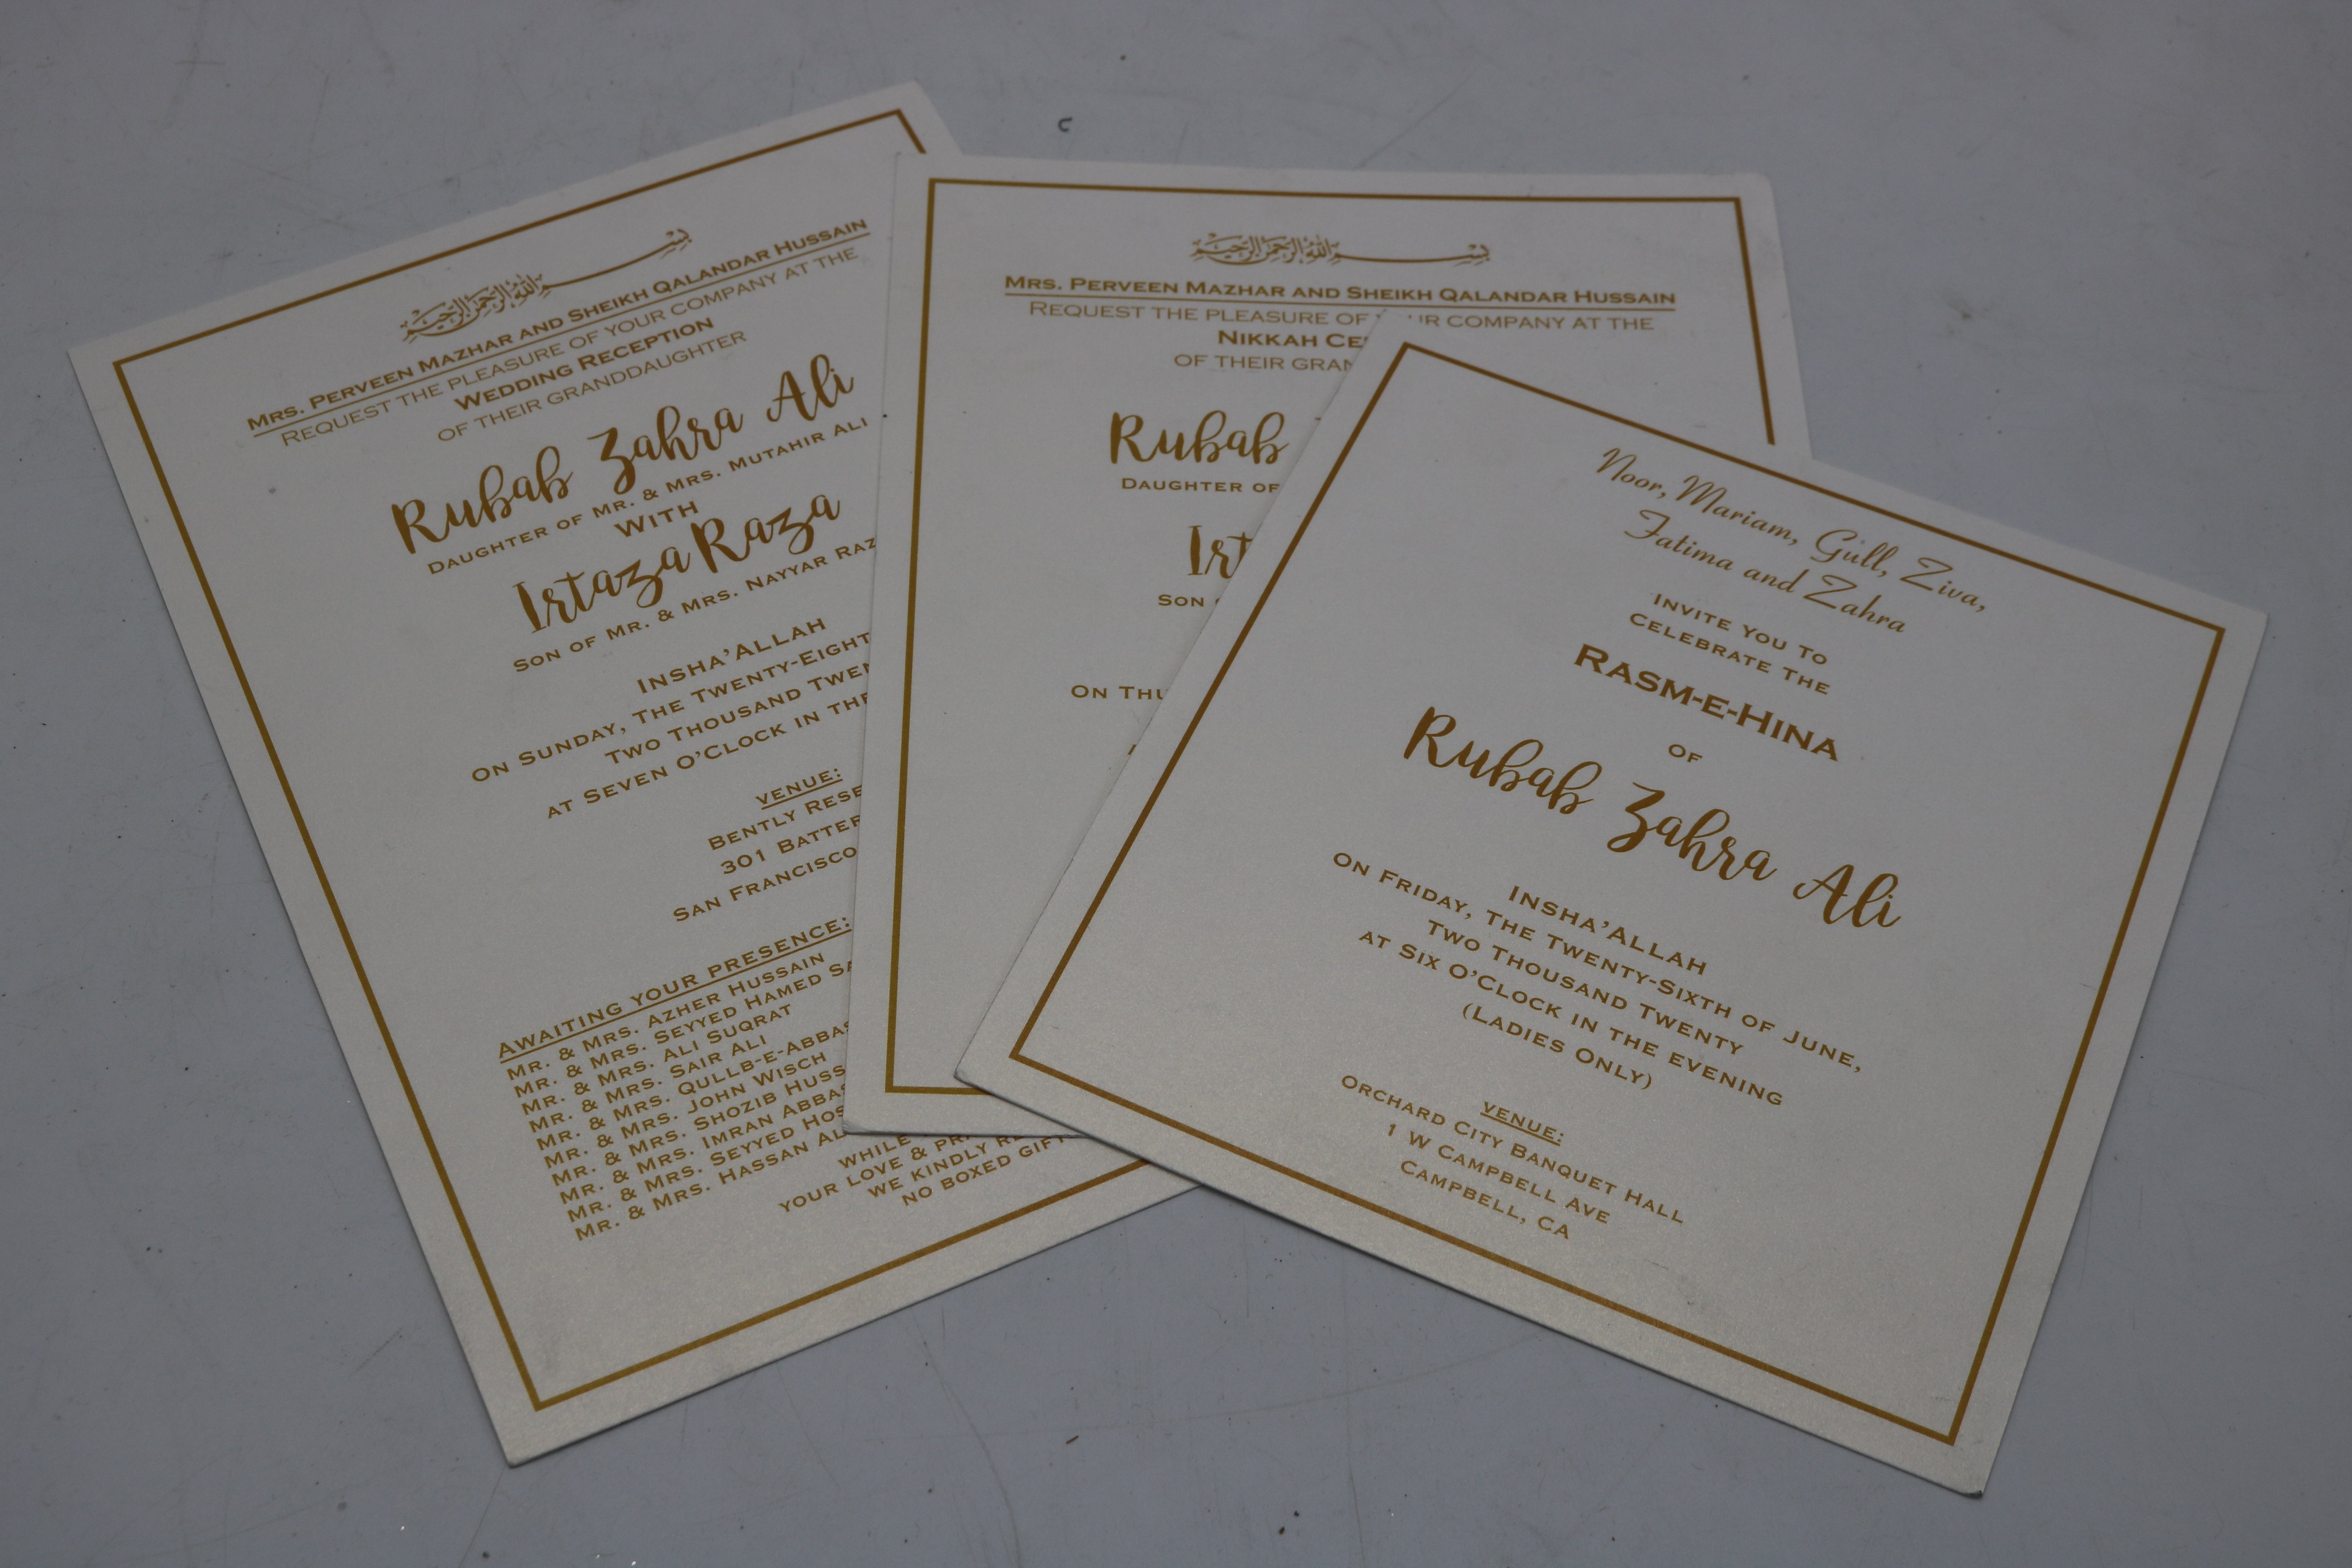 بسم الله الرحمن الرحيم
Mrs. Perveen Mazhar and Sheikh Qalandar Hussain
Request the pleasure of your company at the
Wedding Reception
of their granddaughter
Rubab Zahra Ali
Daughter of Mr. & Mrs. Mutahir Ali
With
Irtaza Raza
Son of Mr. & Mrs. Nayyar
Insha'Allah
On Sunday, The
Two Thousand
at Seven O'Clock in the
Venue:
Bently
301
San Francisco
Awaiting your presence:
Mr. & Mrs. Azher Hussain
Mr. & Mrs. Seyyed Hamed
Mr. & Mrs. Ali Suqrat
Mr. & Mrs. Sair Ali
Mr. & Mrs. Qullb-e-Abbas
Mr. & Mrs. John Wisch
Mr. & Mrs. Shozib
Mr. & Mrs. Imran
Mr. & Mrs. Seyyed
Mr. & Mrs. Hassan
While
your love &
we kindly
no boxed
بسم الله الرحمن الرحيم
Mrs. Perveen Mazhar and Sheikh Qalandar Hussain
Request the pleasure of company at the
Nikkah
of their
Rubab
Daughter of
Son
On
Noor, Mariam, Gull, Ziva,
Fatima and Zahra
Invite You To
Celebrate The
Rasm-e-Hina
of
Rubab Zahra Ali
Insha'Allah
On Friday, The Twenty-Sixth of June,
Two Thousand Twenty
at Six O'Clock in the evening
(Ladies Only)
Venue:
Orchard City Banquet Hall
1 W Campbell Ave
Campbell, CA